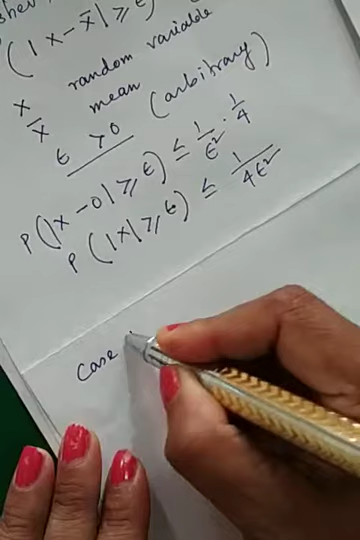 P(|x-x̄| ≥ ε)
x random variable
x̄ mean
ε >0 (arbitrary)
P(|x-0| ≥ ε) ≤ 1/ε² · 1/4
P(|x| ≥ ε) ≤ 1/4ε²
Case